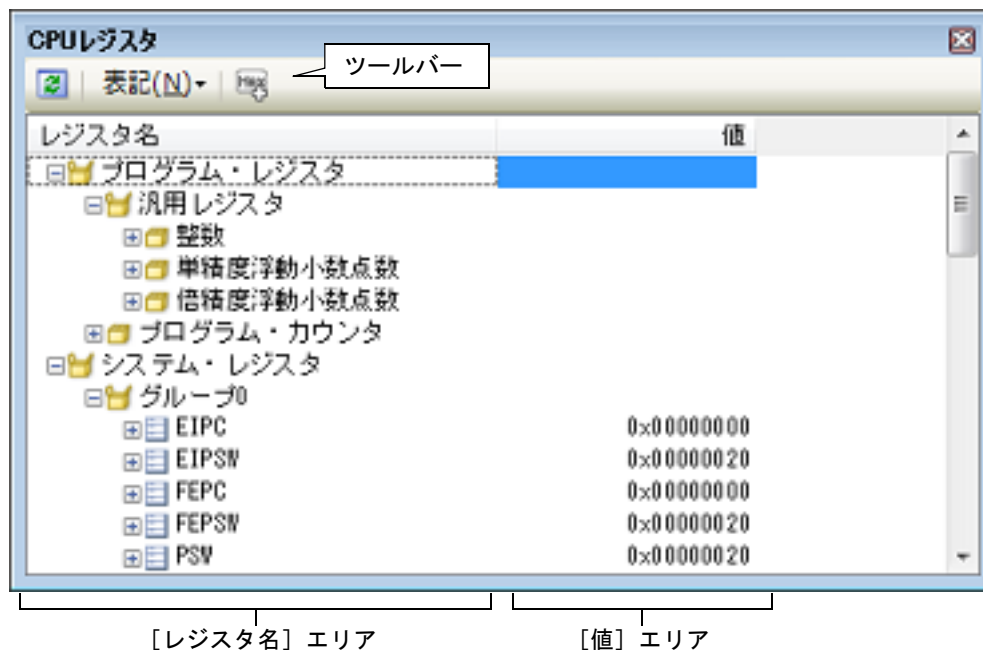 CPUレジスタ
ツールバー
表記(N)
Hex
レジスタ名 値
プログラム・レジスタ
汎用レジスタ
整数
単精度浮動小数点数
倍精度浮動小数点数
プログラム・カウンタ
システム・レジスタ
グループ0
EIPC 0x00000000
EIPSW 0x00000020
FEPC 0x00000000
FEPSW 0x00000020
PSW 0x00000020
［レジスタ名］エリア ［値］エリア